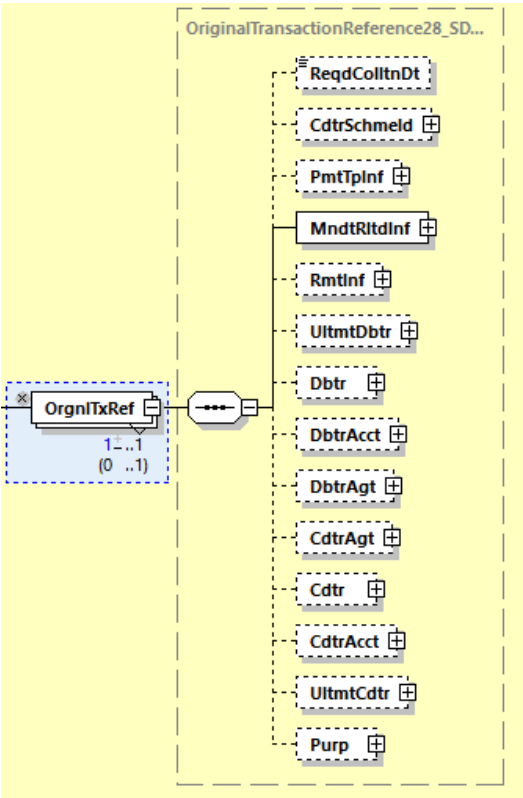 OriginalTransactionReference28_SD...
ReqdColltnDt
CdtrSchmeId
PmtTpInf
MndtRltdInf
RmtInf
UltmtDbtr
OrgnlTxRef
1..1
(0 ..1)
Dbtr
DbtrAcct
DbtrAgt
CdtrAgt
Cdtr
CdtrAcct
UltmtCdtr
Purp